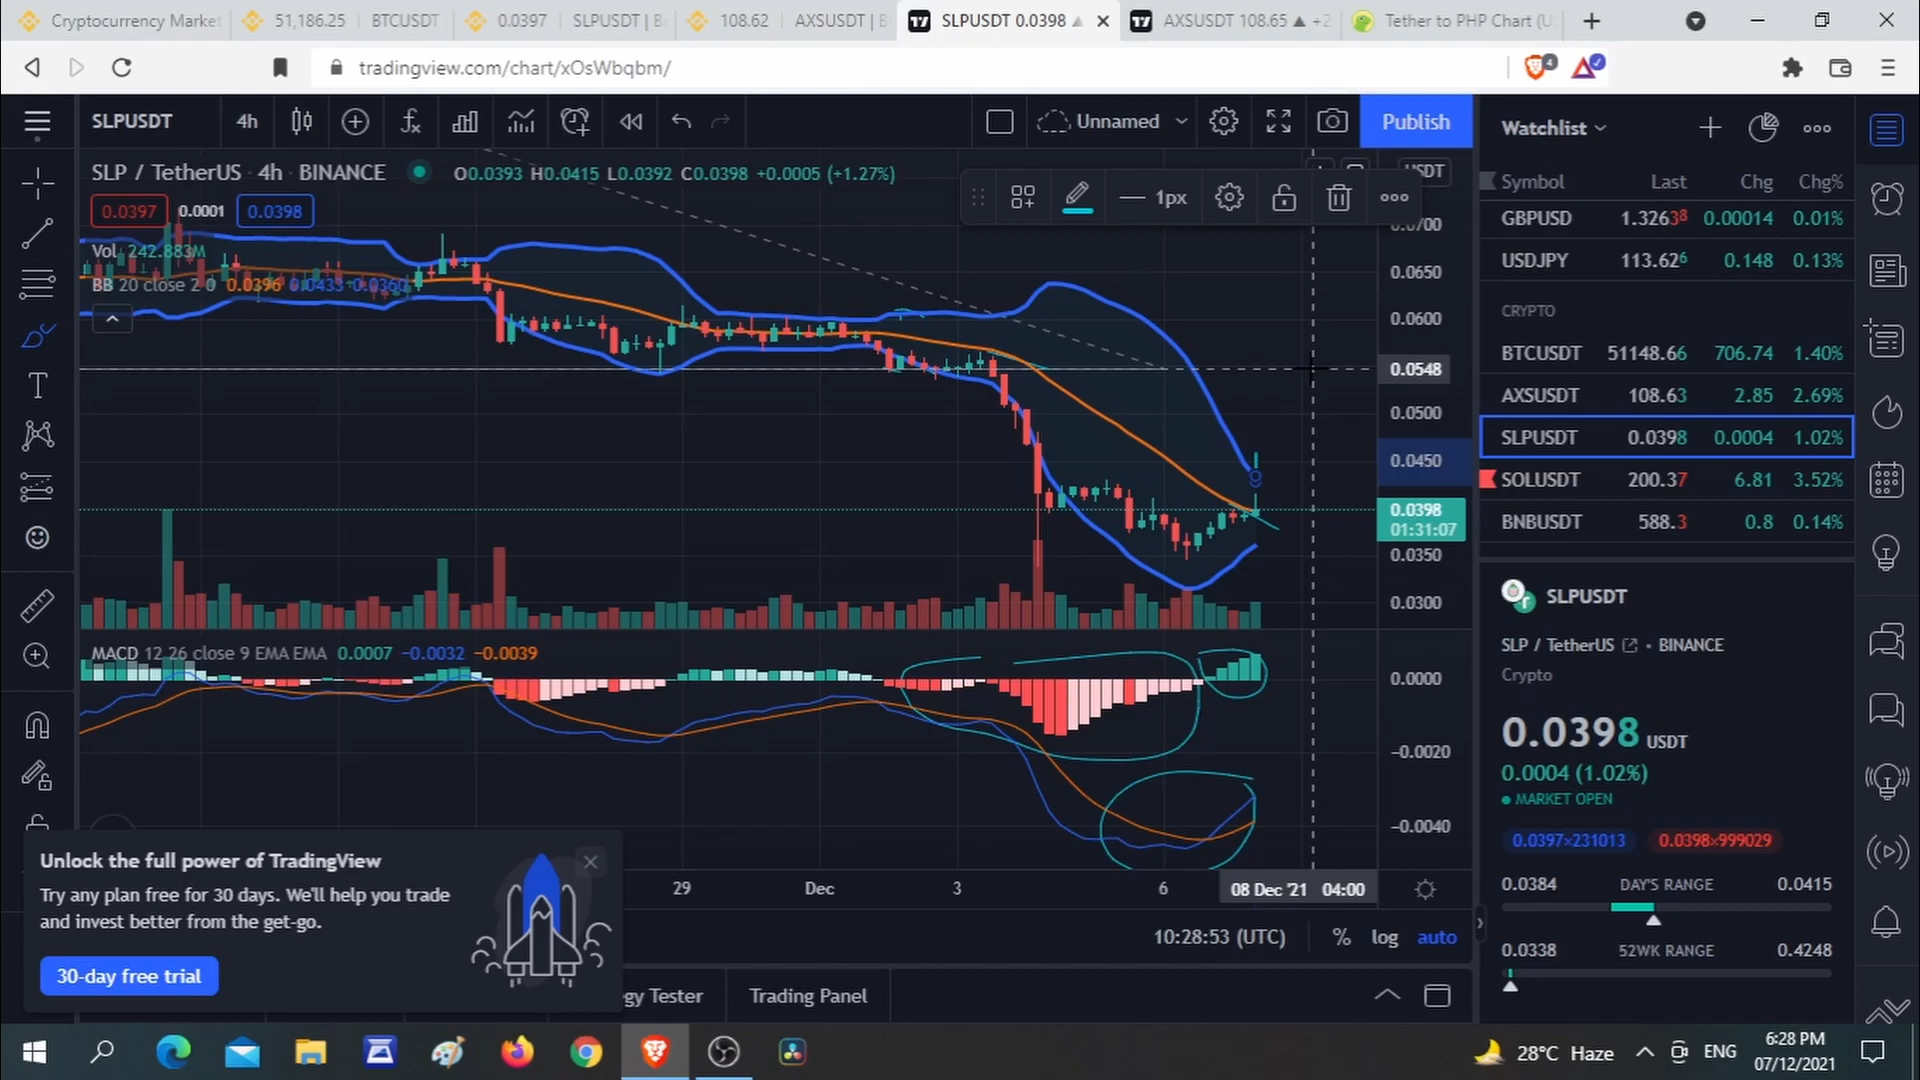 Cryptocurrency Market
51,186.25 BTCUSDT
0.0397 SLPUSDT | Bi
108.62 AXSUSDT | B
SLPUSDT 0.0398 ▲
AXSUSDT 108.65 ▲ +2
Tether to PHP Chart (U
tradingview.com/chart/xOsWbqbm/
4
SLPUSDT 4h Unnamed Publish
SLP / TetherUS · 4h · BINANCE O0.0393 H0.0415 L0.0392 C0.0398 +0.0005 (+1.27%)
0.0397 0.0001 0.0398
Vol 242.883M
BB 20 close 2 0 0.0396 0.0433 0.0360
1px
USDT
0.0700
0.0650
0.0600
0.0548
0.0500
0.0450
0.0398
01:31:07
0.0350
0.0300
MACD 12 26 close 9 EMA EMA 0.0007 −0.0032 −0.0039
0.0000
−0.0020
−0.0040
29 Dec 3 6 08 Dec '21 04:00
10:28:53 (UTC) % log auto
Unlock the full power of TradingView
Try any plan free for 30 days. We'll help you trade
and invest better from the get-go.
30-day free trial
gy Tester Trading Panel
Watchlist
Symbol Last Chg Chg%
GBPUSD 1.32638 0.00014 0.01%
USDJPY 113.626 0.148 0.13%
CRYPTO
BTCUSDT 51148.66 706.74 1.40%
AXSUSDT 108.63 2.85 2.69%
SLPUSDT 0.0398 0.0004 1.02%
SOLUSDT 200.37 6.81 3.52%
BNBUSDT 588.3 0.8 0.14%
SLPUSDT
SLP / TetherUS • BINANCE
Crypto
0.0398 USDT
0.0004 (1.02%)
MARKET OPEN
0.0397×231013 0.0398×999029
0.0384 DAY'S RANGE 0.0415
0.0338 52WK RANGE 0.4248
28°C Haze ENG 6:28 PM
07/12/2021